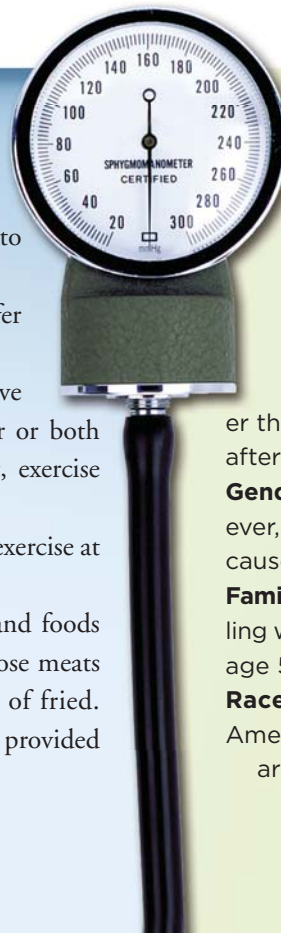 140 160 180
120 200
100 220
80 240
SPHYGMOMANOMETER
CERTIFIED
60 260
40 280
20 300
mmHg
to
fer
ve
r or both
, exercise
exercise at
and foods
ose meats
of fried.
provided
er th
after
Gend
ever,
cause
Fami
ling w
age 5
Race
Ame
ar